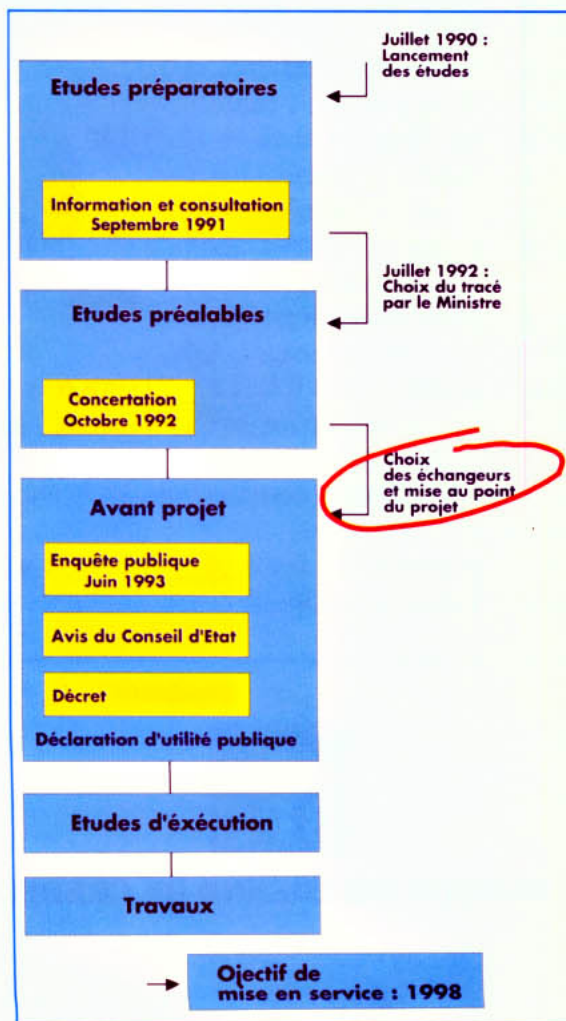 Juillet 1990 :
Lancement
des études
Etudes préparatoires
Information et consultation
Septembre 1991
Juillet 1992 :
Choix du tracé
par le Ministre
Etudes préalables
Concertation
Octobre 1992
Choix
des échangeurs
et mise au point
du projet
Avant projet
Enquête publique
Juin 1993
Avis du Conseil d'Etat
Décret
Déclaration d'utilité publique
Etudes d'éxécution
Travaux
Ojectif de
mise en service : 1998